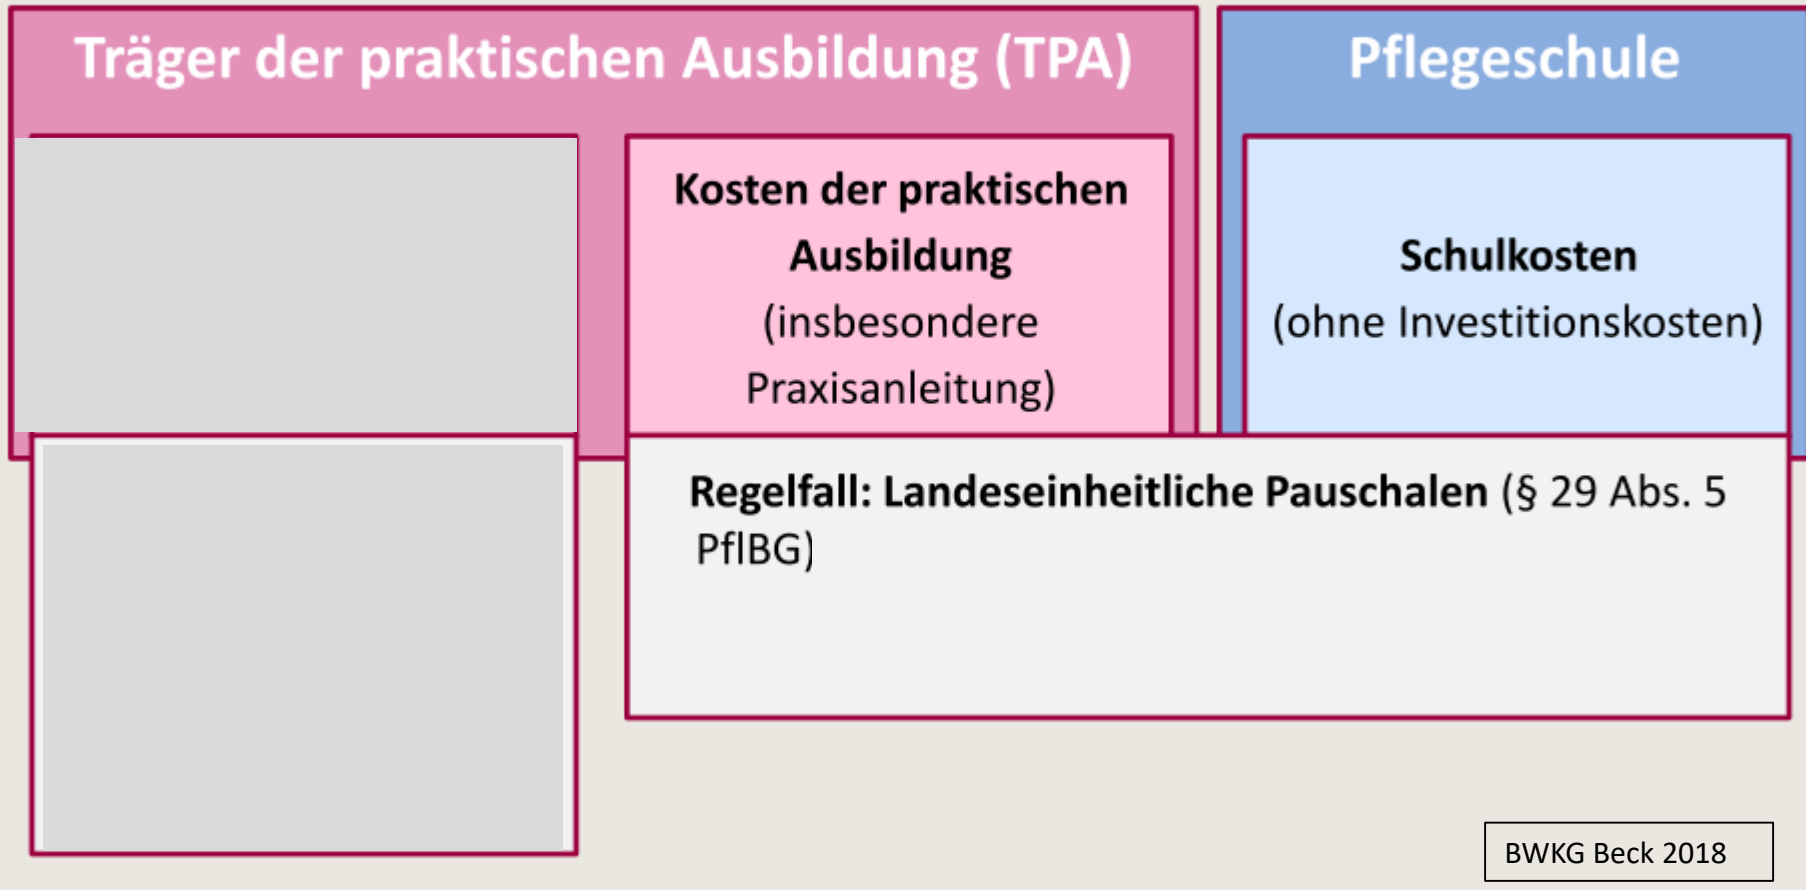 Träger der praktischen Ausbildung (TPA)
Pflegeschule
Kosten der praktischen
Ausbildung
(insbesondere
Praxisanleitung)
Schulkosten
(ohne Investitionskosten)
Regelfall: Landeseinheitliche Pauschalen (§ 29 Abs. 5
PflBG)
BWKG Beck 2018